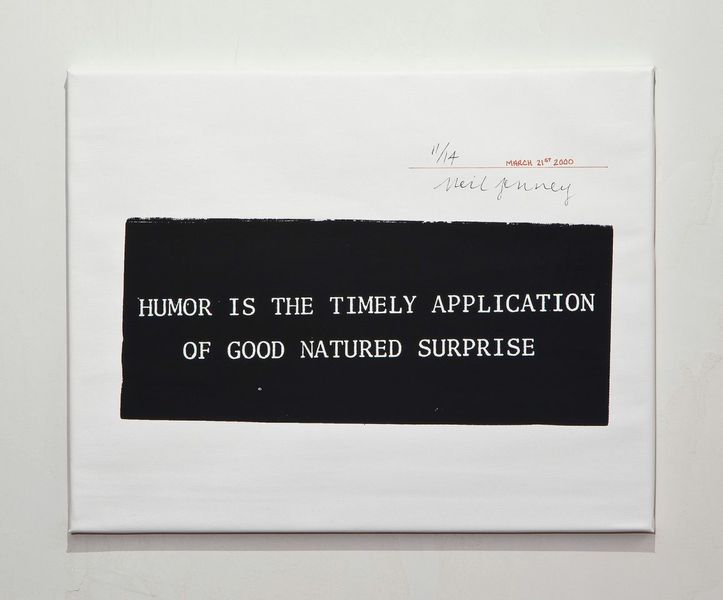 11/14 MARCH 21ST 2000
Neil Jenney
HUMOR IS THE TIMELY APPLICATION
OF GOOD NATURED SURPRISE